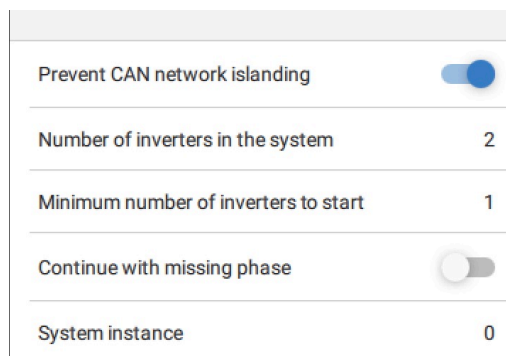 Prevent CAN network islanding
Number of inverters in the system 2
Minimum number of inverters to start 1
Continue with missing phase
System instance 0